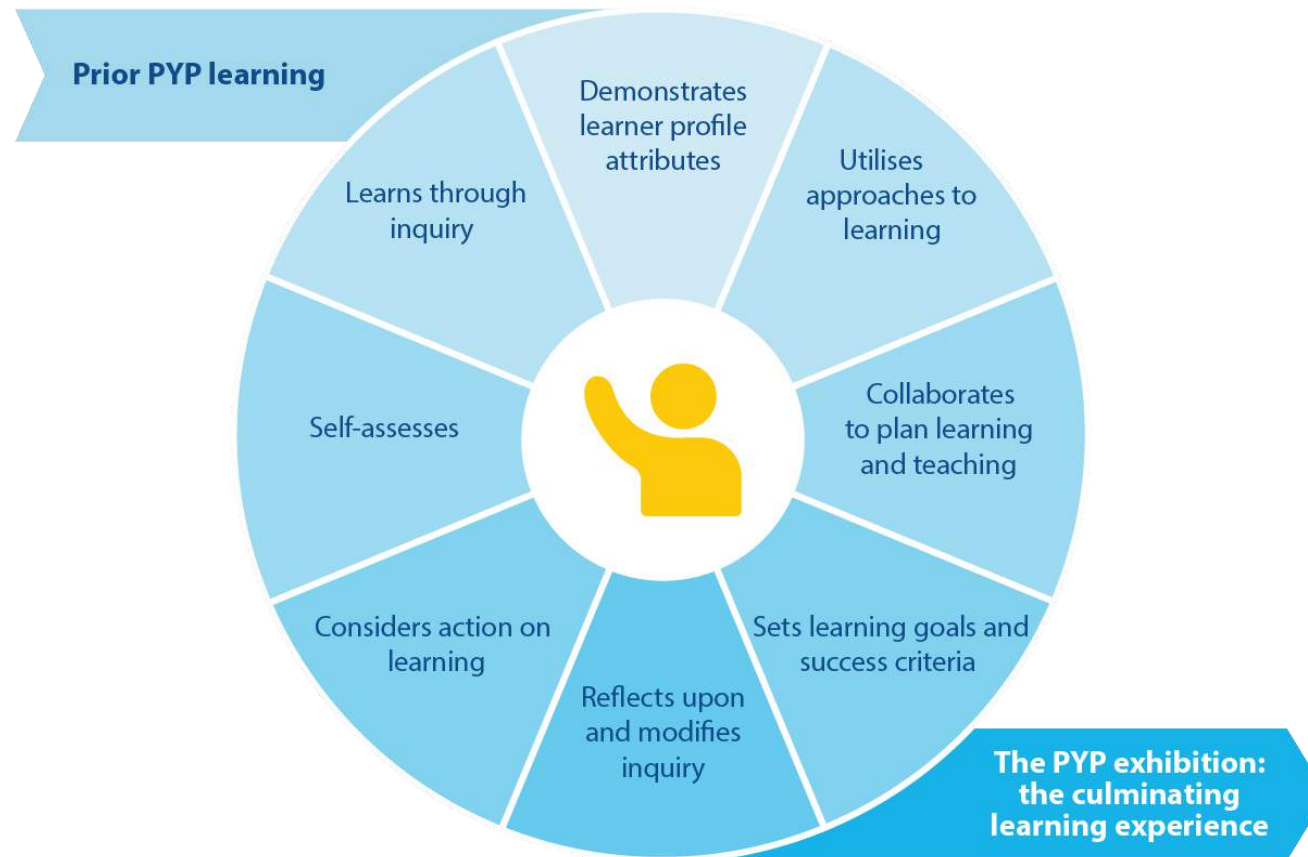 Prior PYP learning
Demonstrates
learner profile
attributes
Utilises
approaches to
learning
Collaborates
to plan learning
and teaching
Sets learning goals and
success criteria
Reflects upon
and modifies
inquiry
Considers action on
learning
Self-assesses
Learns through
inquiry
The PYP exhibition:
the culminating
learning experience